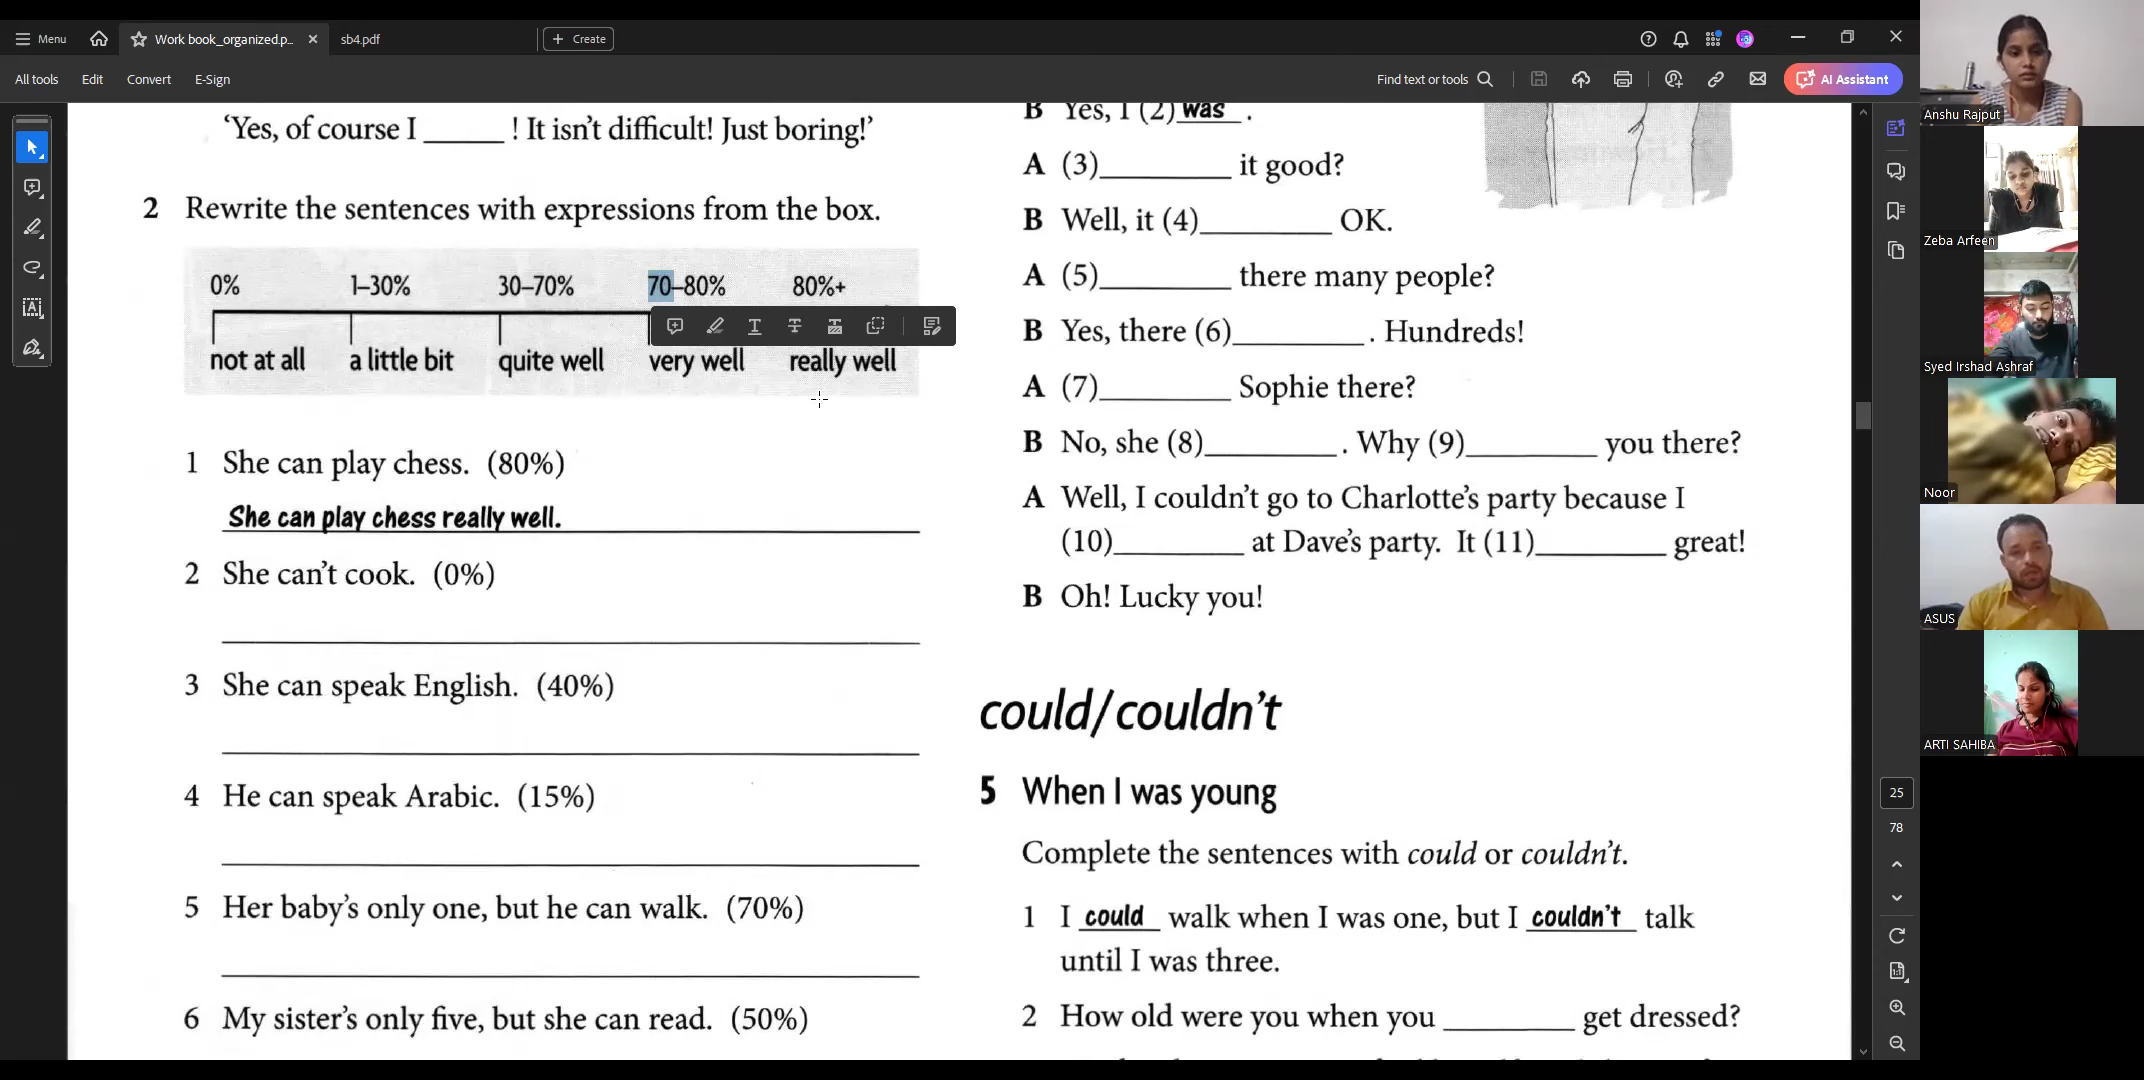 Menu
Work book_organized.p...
sb4.pdf
Create
All tools
Edit
Convert
E-Sign
Find text or tools
AI Assistant
‘Yes, of course I ______ ! It isn’t difficult! Just boring!’
2 Rewrite the sentences with expressions from the box.
0% 1–30% 30–70% 70–80% 80%+
not at all a little bit quite well very well really well
1 She can play chess. (80%)
She can play chess really well.
2 She can’t cook. (0%)
3 She can speak English. (40%)
4 He can speak Arabic. (15%)
5 Her baby’s only one, but he can walk. (70%)
6 My sister’s only five, but she can read. (50%)
B Yes, I (2) was .
A (3)________ it good?
B Well, it (4)________ OK.
A (5)________ there many people?
B Yes, there (6)________ . Hundreds!
A (7)________ Sophie there?
B No, she (8)________ . Why (9)________ you there?
A Well, I couldn’t go to Charlotte’s party because I
(10)________ at Dave’s party. It (11)________ great!
B Oh! Lucky you!
could/couldn’t
5 When I was young
Complete the sentences with could or couldn’t.
1 I could walk when I was one, but I couldn’t talk
until I was three.
2 How old were you when you ________ get dressed?
25
78
Anshu Rajput
Zeba Arfeen
Syed Irshad Ashraf
Noor
ASUS
ARTI SAHIBA